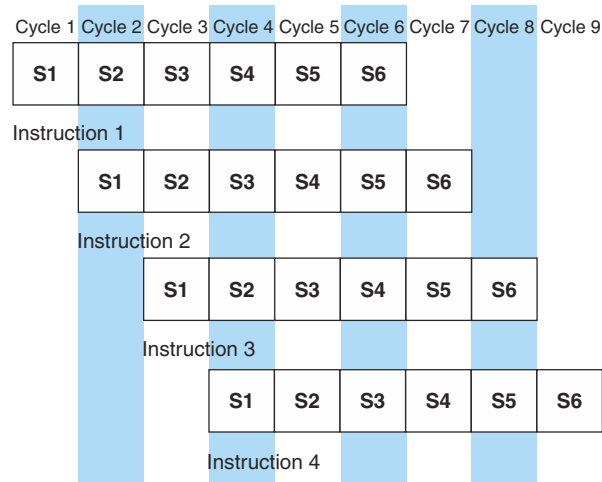 Cycle 1 Cycle 2 Cycle 3 Cycle 4 Cycle 5 Cycle 6 Cycle 7 Cycle 8 Cycle 9
S1 S2 S3 S4 S5 S6
Instruction 1
S1 S2 S3 S4 S5 S6
Instruction 2
S1 S2 S3 S4 S5 S6
Instruction 3
S1 S2 S3 S4 S5 S6
Instruction 4